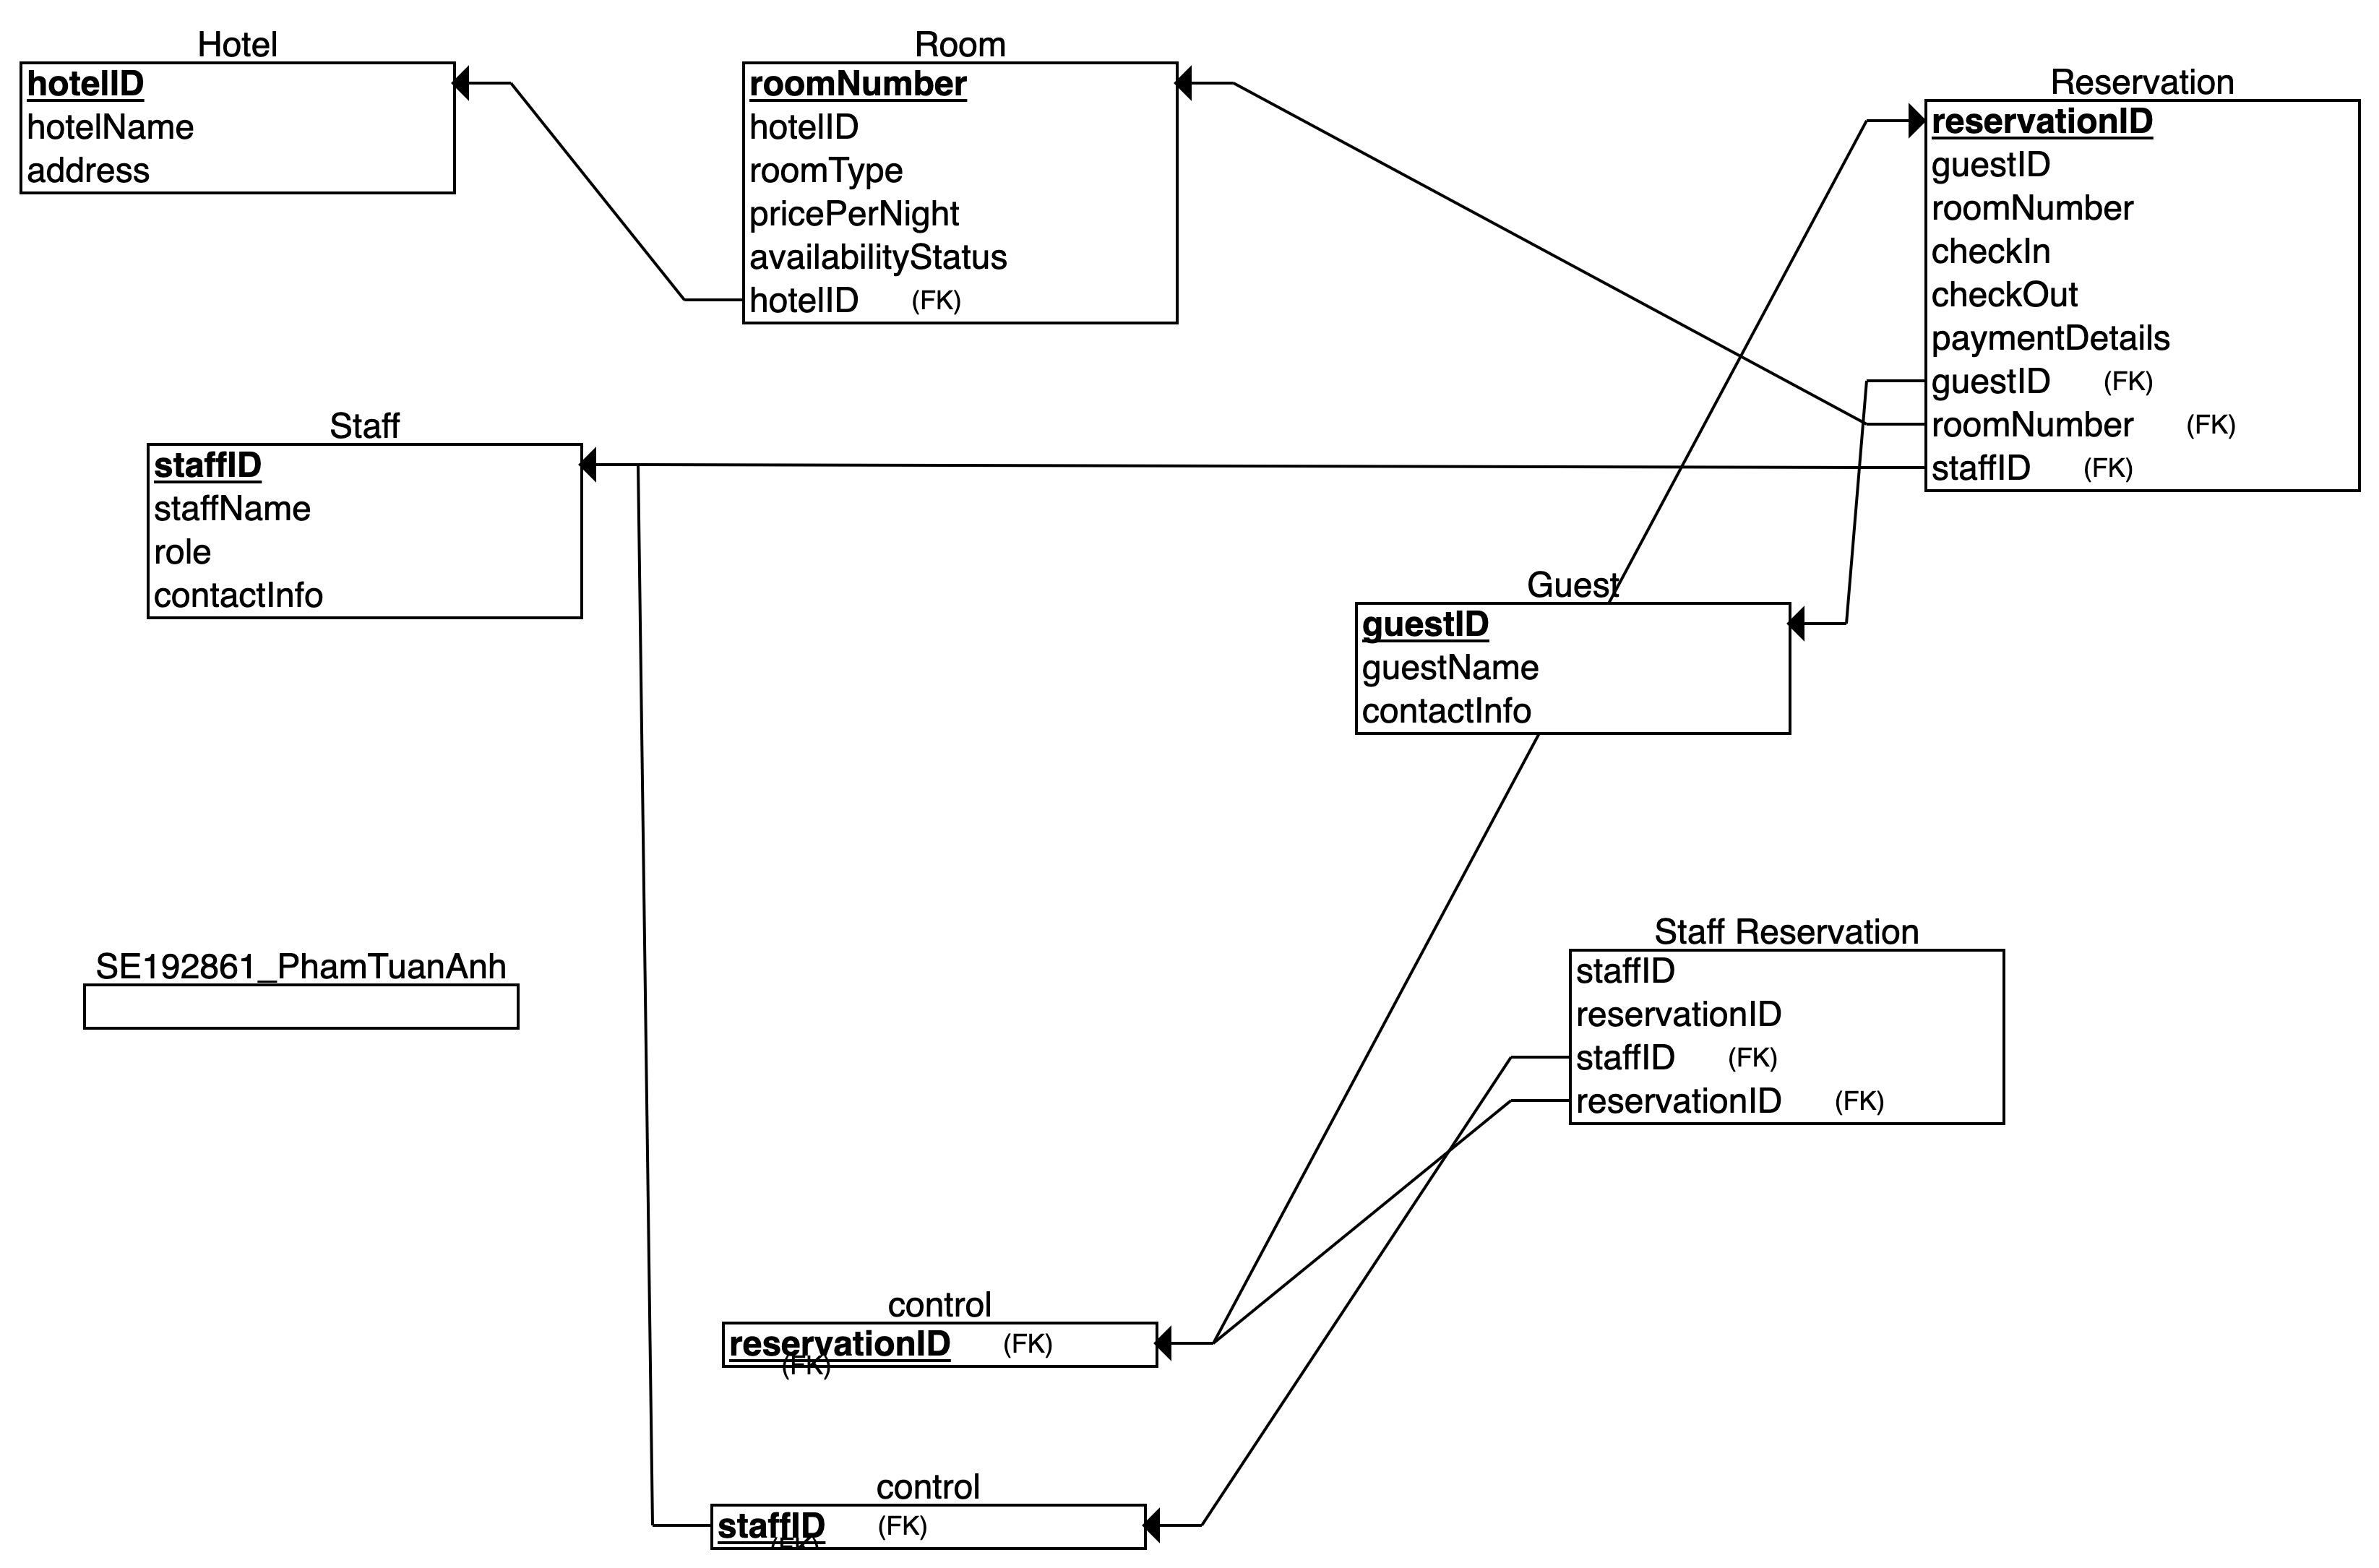 Hotel
hotelID
hotelName
address
Room
roomNumber
hotelID
roomType
pricePerNight
availabilityStatus
hotelID (FK)
Reservation
reservationID
guestID
roomNumber
checkIn
checkOut
paymentDetails
guestID (FK)
roomNumber (FK)
staffID (FK)
Staff
staffID
staffName
role
contactInfo
Guest
guestID
guestName
contactInfo
SE192861_PhamTuanAnh
Staff Reservation
staffID
reservationID
staffID (FK)
reservationID (FK)
control
reservationID (FK)
(FK)
control
staffID (FK)
(FK)